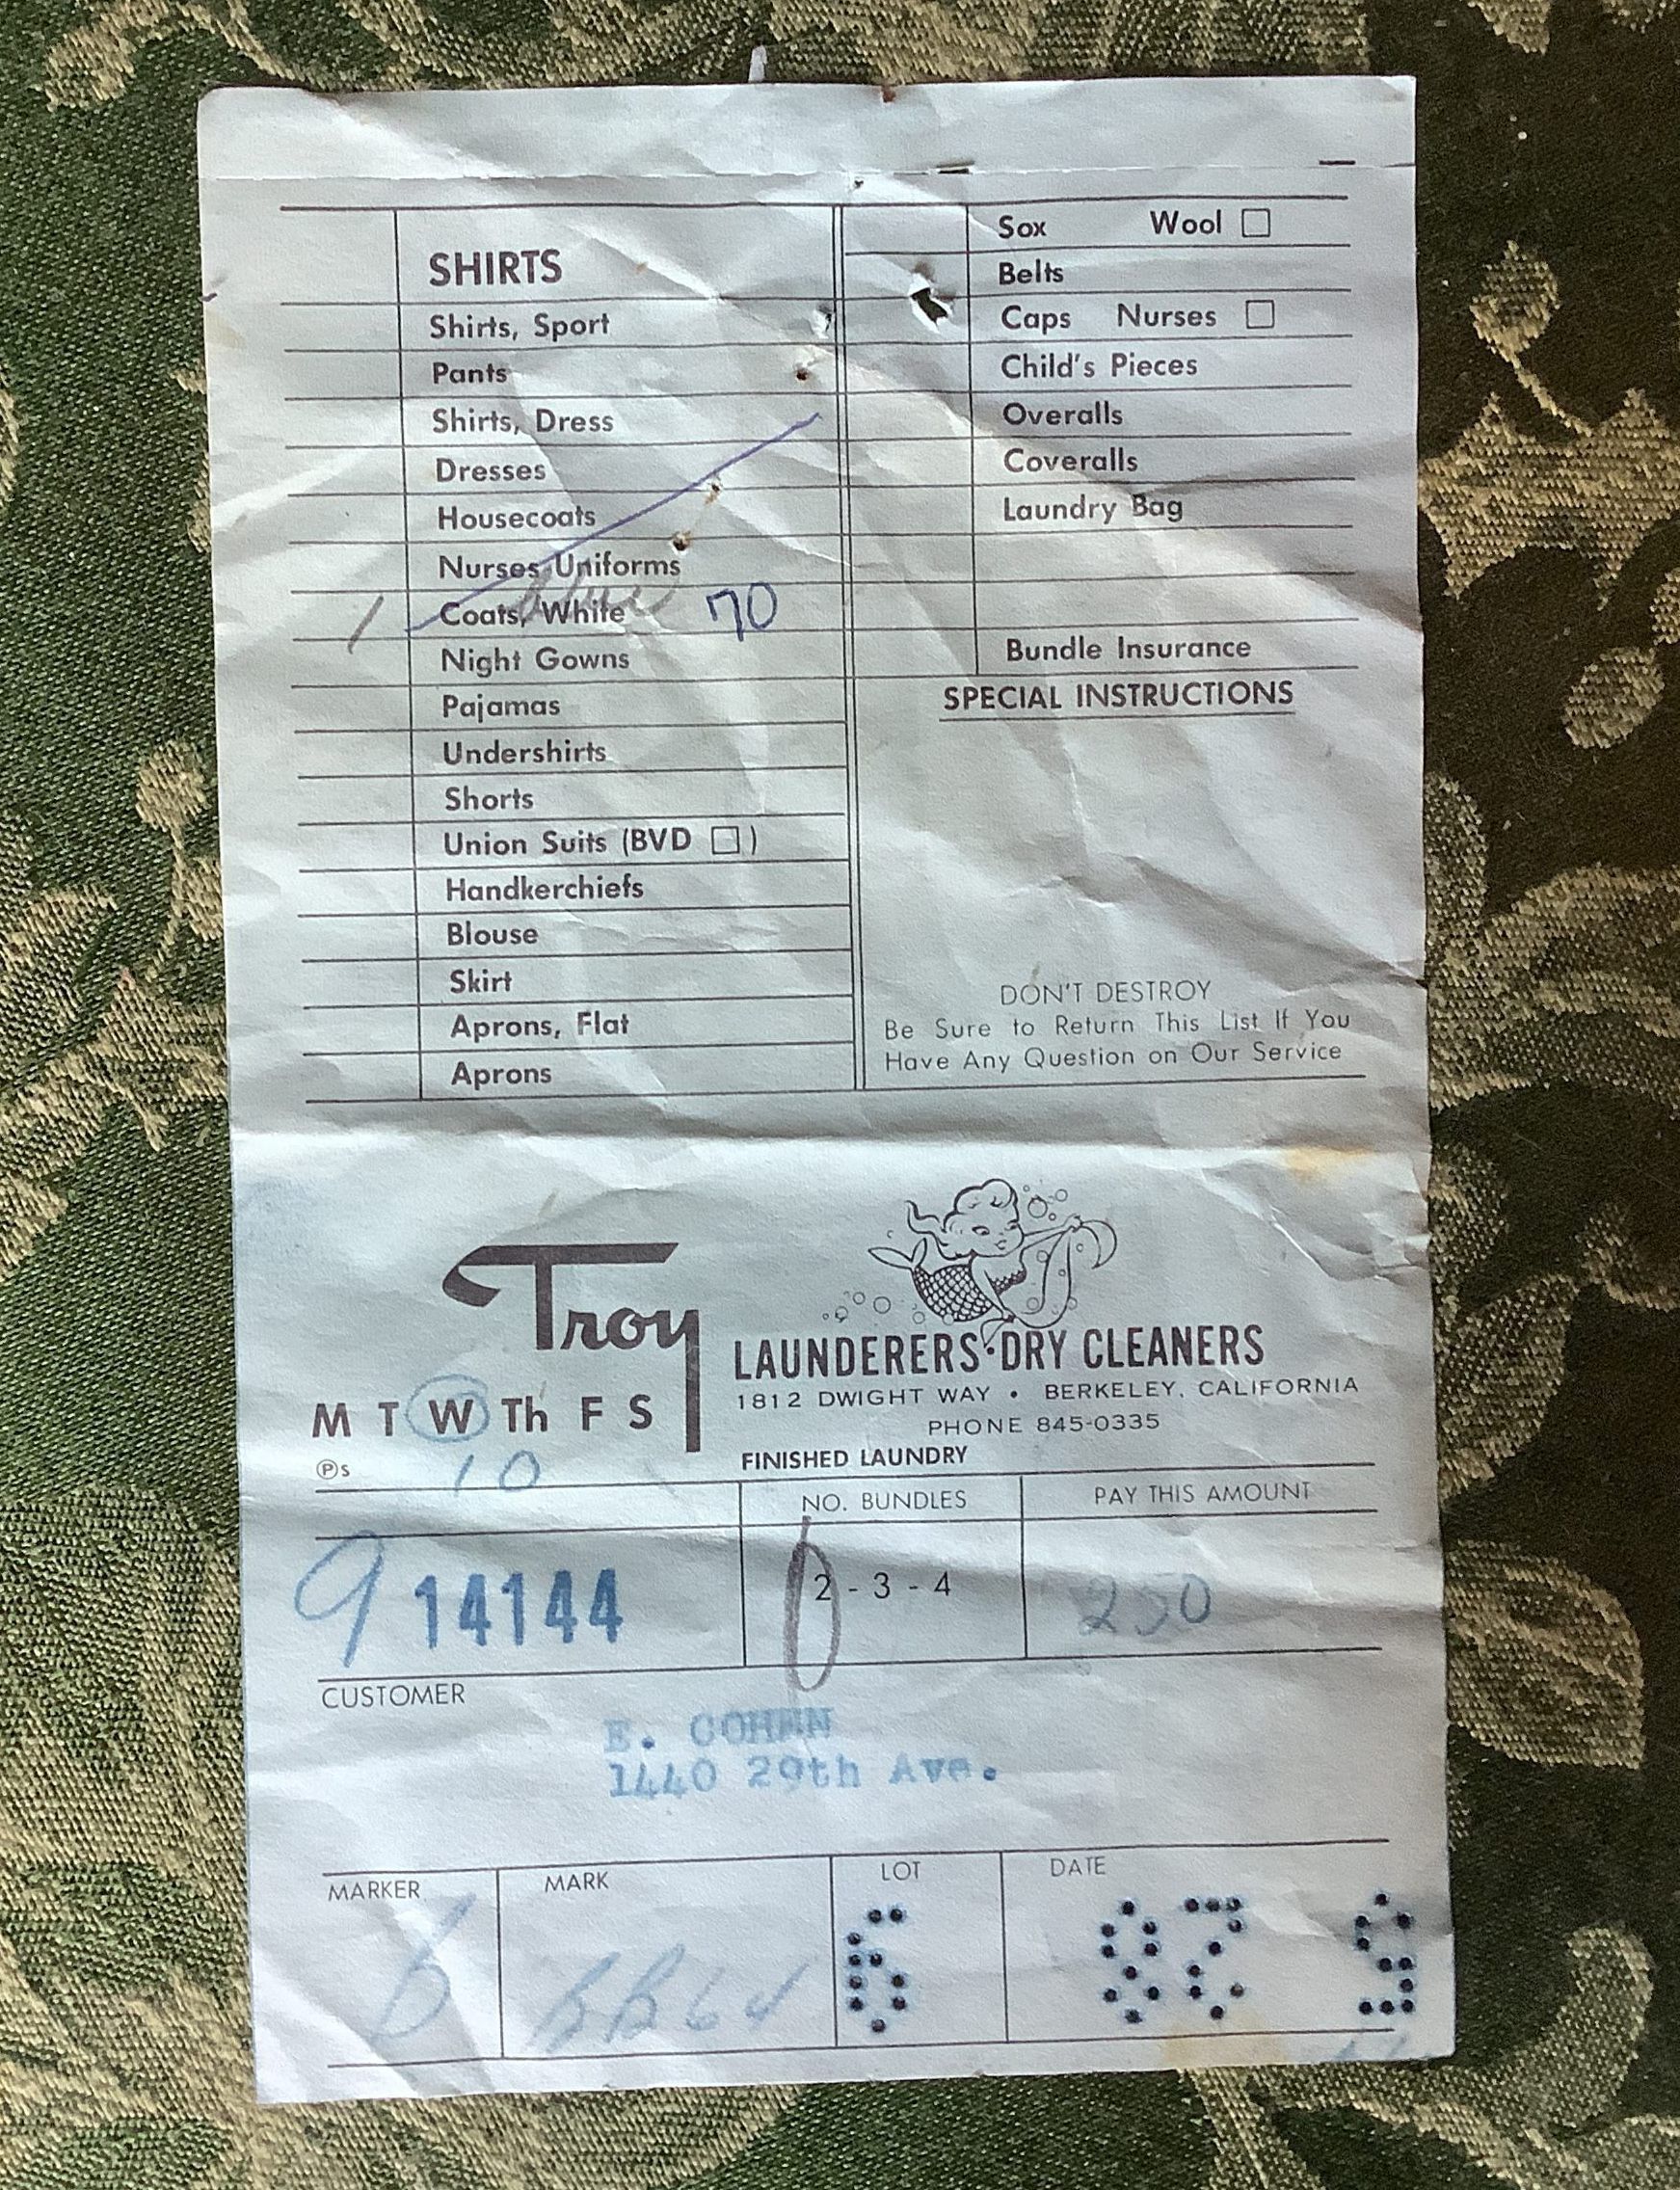 SHIRTS
Shirts, Sport
Pants
Shirts, Dress
Dresses
Housecoats
Nurses Uniforms
1 Coats, White blue 70
Night Gowns
Pajamas
Undershirts
Shorts
Union Suits (BVD □)
Handkerchiefs
Blouse
Skirt
Aprons, Flat
Aprons
Sox Wool □
Belts
Caps Nurses □
Child's Pieces
Overalls
Coveralls
Laundry Bag
Bundle Insurance
SPECIAL INSTRUCTIONS
DON'T DESTROY
Be Sure to Return This List If You
Have Any Question on Our Service
Troy
LAUNDERERS•DRY CLEANERS
1812 DWIGHT WAY • BERKELEY, CALIFORNIA
PHONE 845-0335
M T W Th F S
Ⓟs 10
FINISHED LAUNDRY
NO. BUNDLES
PAY THIS AMOUNT
9 14144
2 - 3 - 4
250
CUSTOMER
E. COHEN
1440 29th Ave.
MARKER
MARK
LOT
DATE